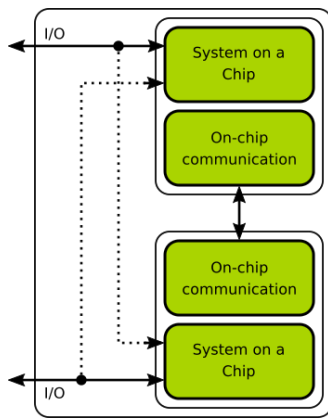 I/O
System on a
Chip
On-chip
communication
On-chip
communication
System on a
Chip
I/O